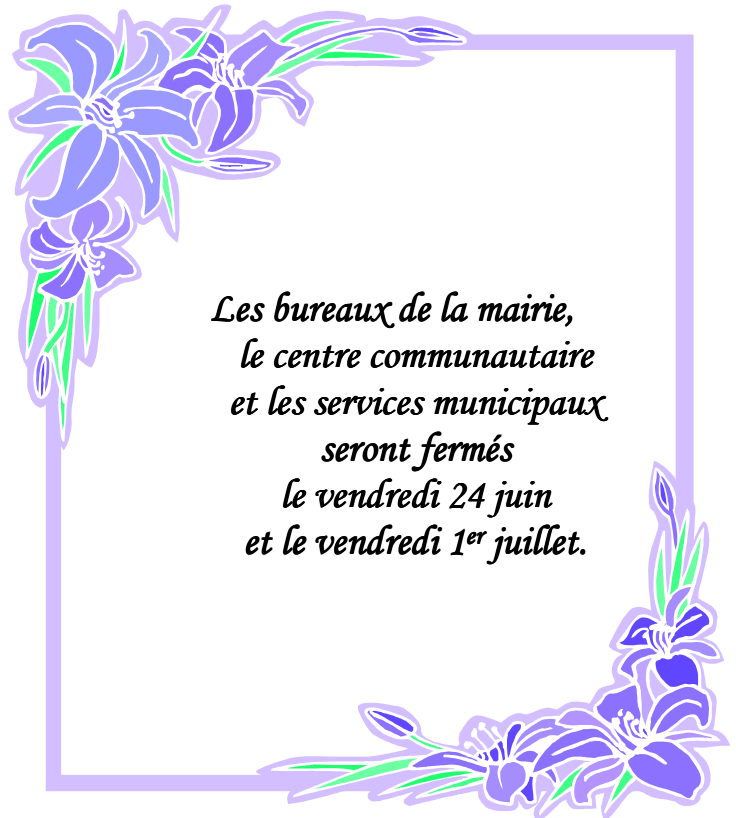 Les bureaux de la mairie,
le centre communautaire
et les services municipaux
seront fermés
le vendredi 24 juin
et le vendredi 1er juillet.